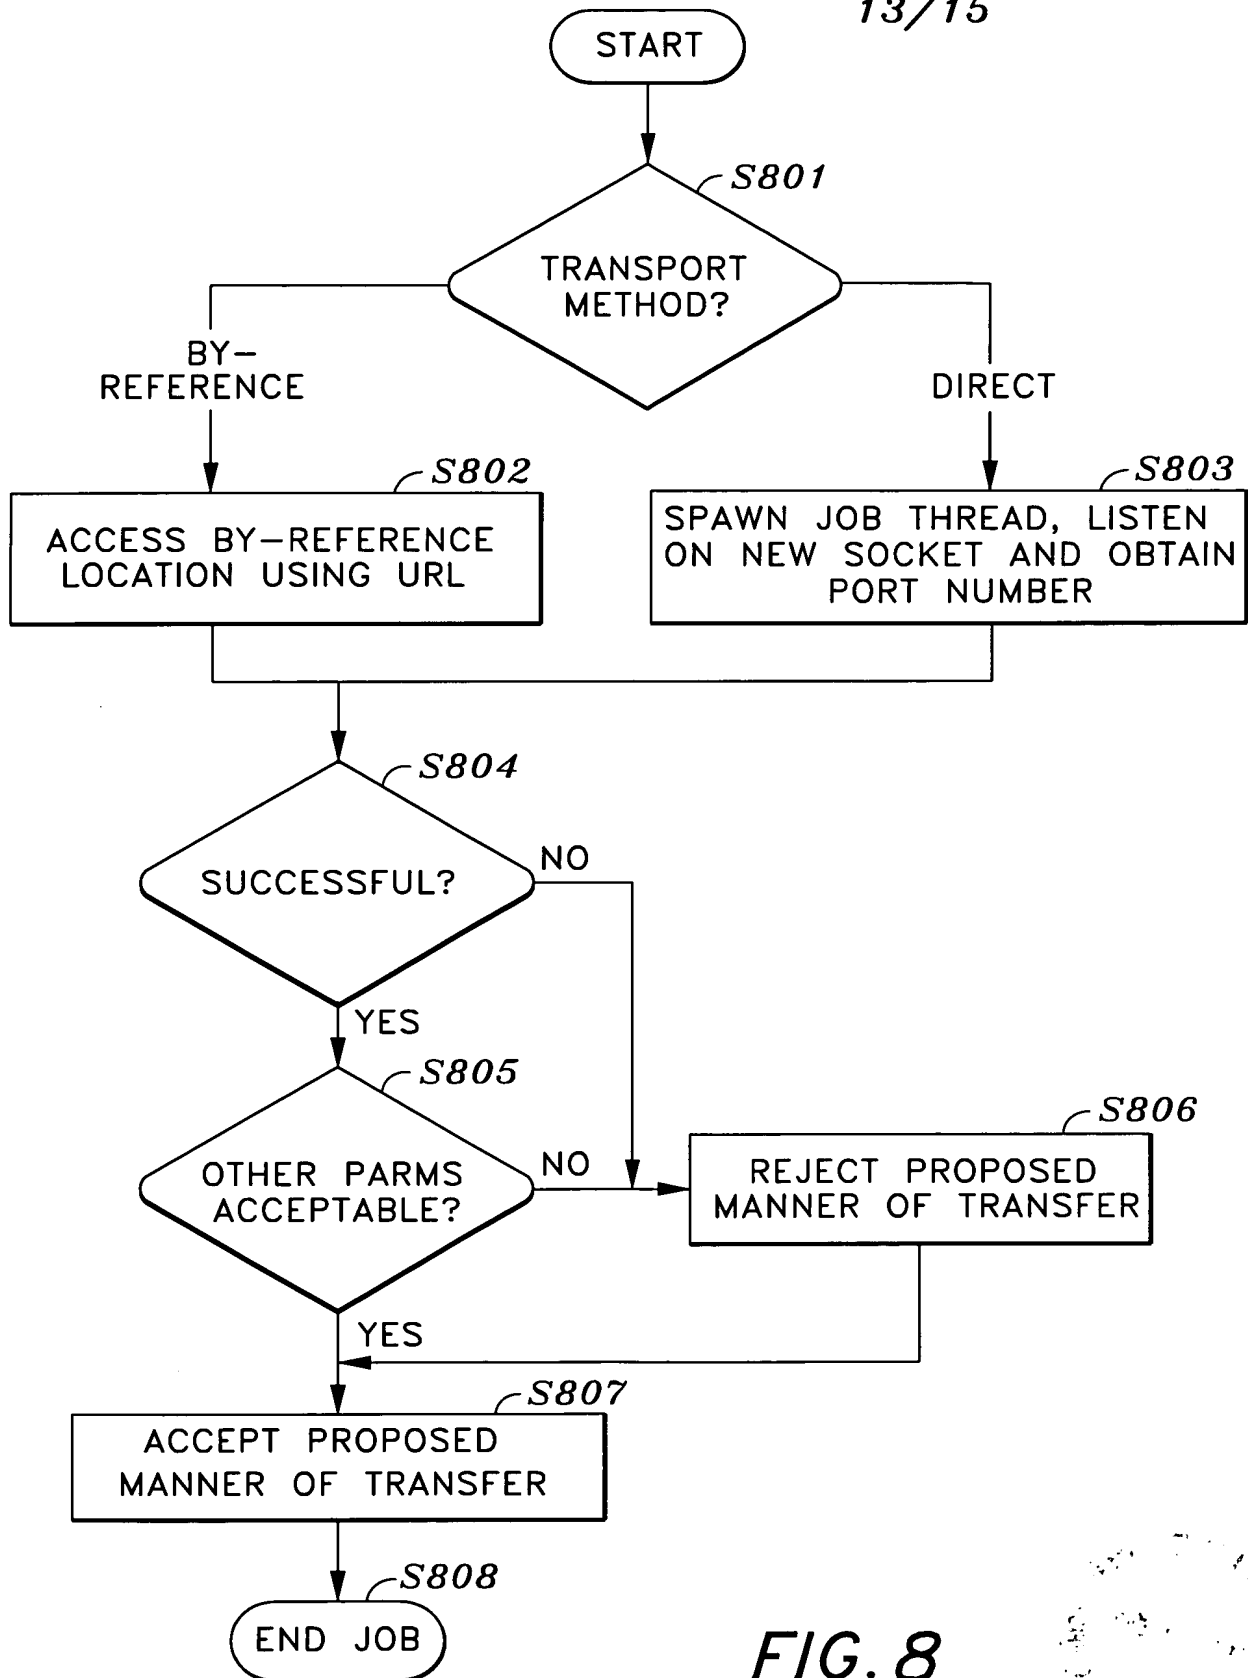 13/15
START
S801
TRANSPORT
METHOD?
BY-
REFERENCE
DIRECT
S802
ACCESS BY-REFERENCE
LOCATION USING URL
S803
SPAWN JOB THREAD, LISTEN
ON NEW SOCKET AND OBTAIN
PORT NUMBER
S804
SUCCESSFUL?
NO
YES
S805
OTHER PARMS
ACCEPTABLE?
NO
S806
REJECT PROPOSED
MANNER OF TRANSFER
YES
S807
ACCEPT PROPOSED
MANNER OF TRANSFER
S808
END JOB
FIG. 8